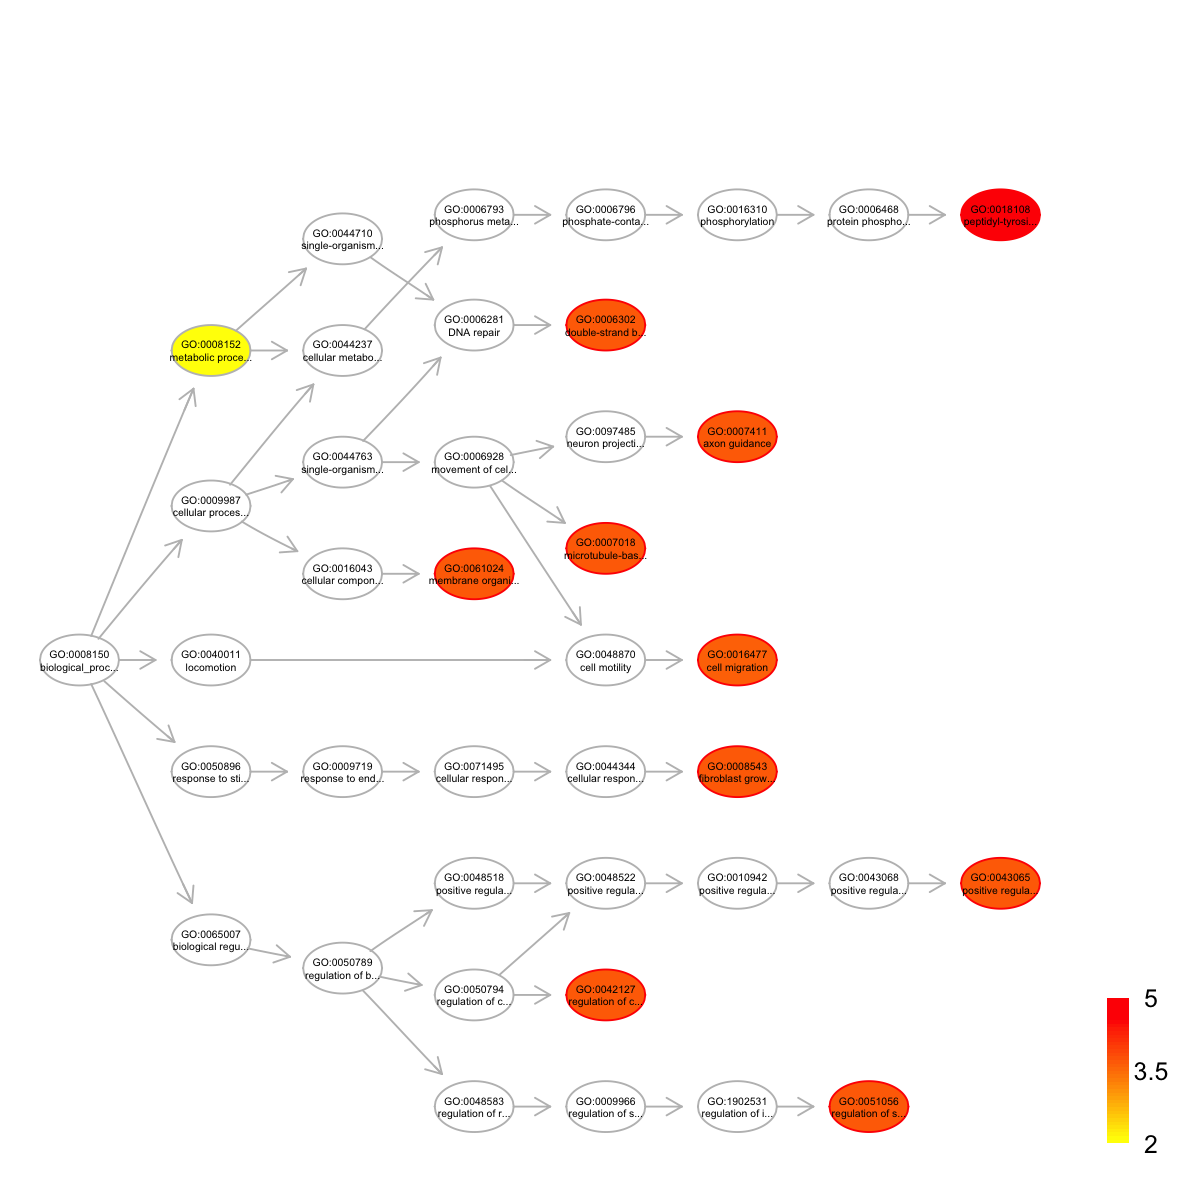 GO:0006793
phosphorus meta...
GO:0006796
phosphate-conta...
GO:0016310
phosphorylation
GO:0006468
protein phospho...
GO:0018108
peptidyl-tyrosi...
GO:0044710
single-organism...
GO:0006281
DNA repair
GO:0006302
double-strand b...
GO:0008152
metabolic proce...
GO:0044237
cellular metabo...
GO:0097485
neuron projecti...
GO:0007411
axon guidance
GO:0044763
single-organism...
GO:0006928
movement of cel...
GO:0009987
cellular proces...
GO:0007018
microtubule-bas...
GO:0016043
cellular compon...
GO:0061024
membrane organi...
GO:0008150
biological_proc...
GO:0040011
locomotion
GO:0048870
cell motility
GO:0016477
cell migration
GO:0050896
response to sti...
GO:0009719
response to end...
GO:0071495
cellular respon...
GO:0044344
cellular respon...
GO:0008543
fibroblast grow...
GO:0048518
positive regula...
GO:0048522
positive regula...
GO:0010942
positive regula...
GO:0043068
positive regula...
GO:0043065
positive regula...
GO:0065007
biological regu...
GO:0050789
regulation of b...
GO:0050794
regulation of c...
GO:0042127
regulation of c...
GO:0048583
regulation of r...
GO:0009966
regulation of s...
GO:1902531
regulation of i...
GO:0051056
regulation of s...
5
3.5
2